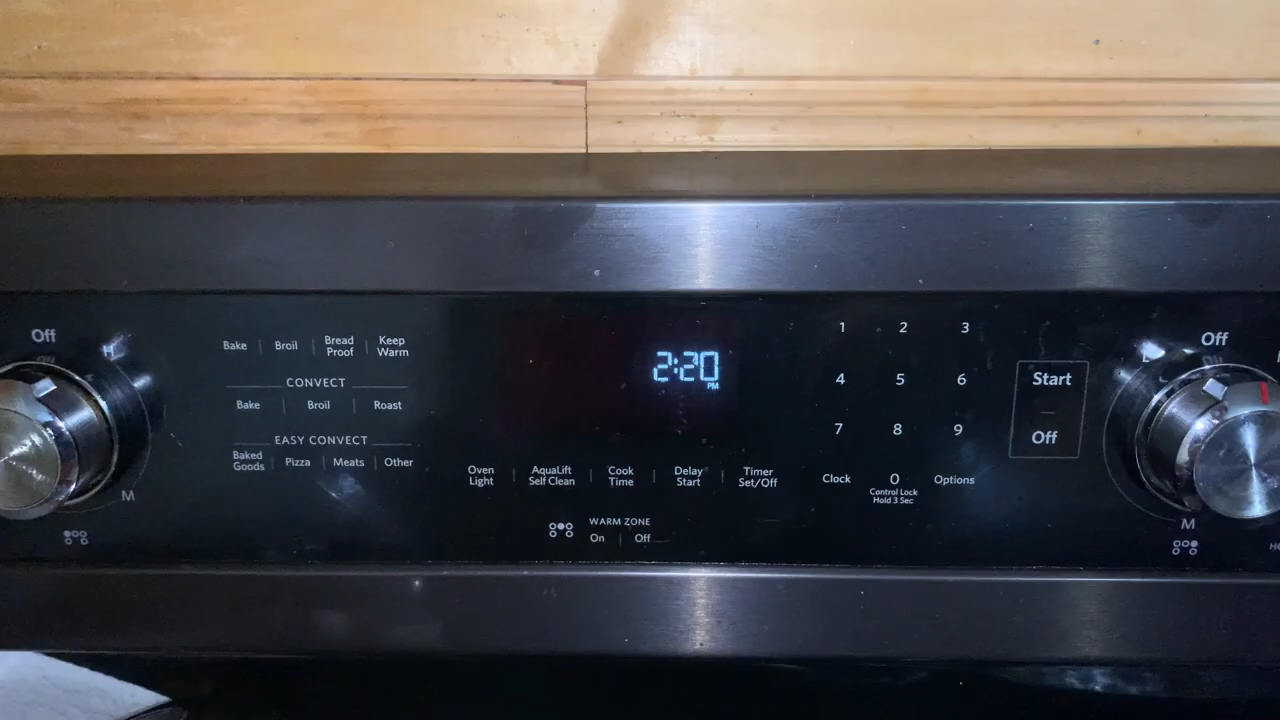 Off
H
M
Bake Broil Bread Proof Keep Warm
CONVECT
Bake Broil Roast
EASY CONVECT
Baked Goods Pizza Meats Other
2:20 PM
Oven Light AquaLift Self Clean Cook Time Delay Start Timer Set/Off
WARM ZONE
On Off
1 2 3
4 5 6
7 8 9
Clock 0 Options
Control Lock
Hold 3 Sec
Start
Off
Off
M